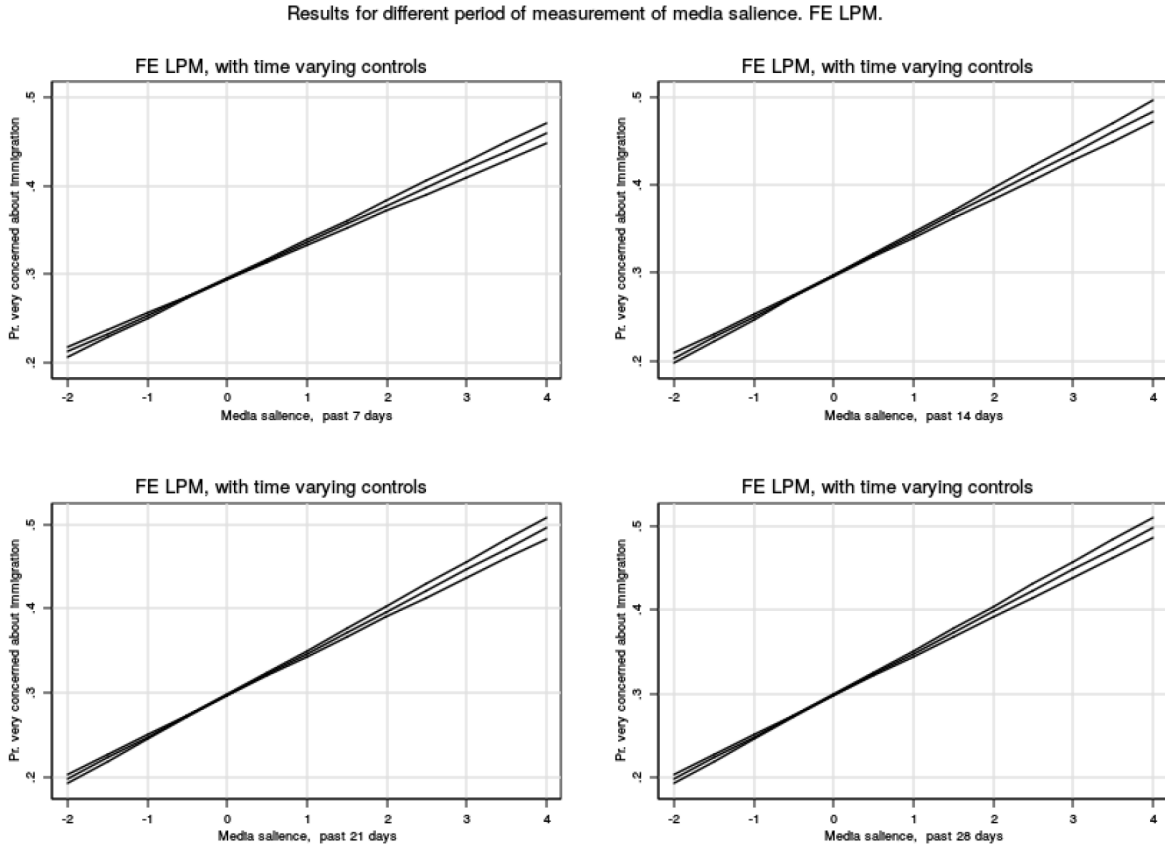 Results for different period of measurement of media salience. FE LPM.
FE LPM, with time varying controls
Pr. very concerned about immigration
.5
.4
.3
.2
-2 -1 0 1 2 3 4
Media salience, past 7 days
FE LPM, with time varying controls
Pr. very concerned about immigration
.5
.4
.3
.2
-2 -1 0 1 2 3 4
Media salience, past 14 days
FE LPM, with time varying controls
Pr. very concerned about immigration
.5
.4
.3
.2
-2 -1 0 1 2 3 4
Media salience, past 21 days
FE LPM, with time varying controls
Pr. very concerned about immigration
.5
.4
.3
.2
-2 -1 0 1 2 3 4
Media salience, past 28 days